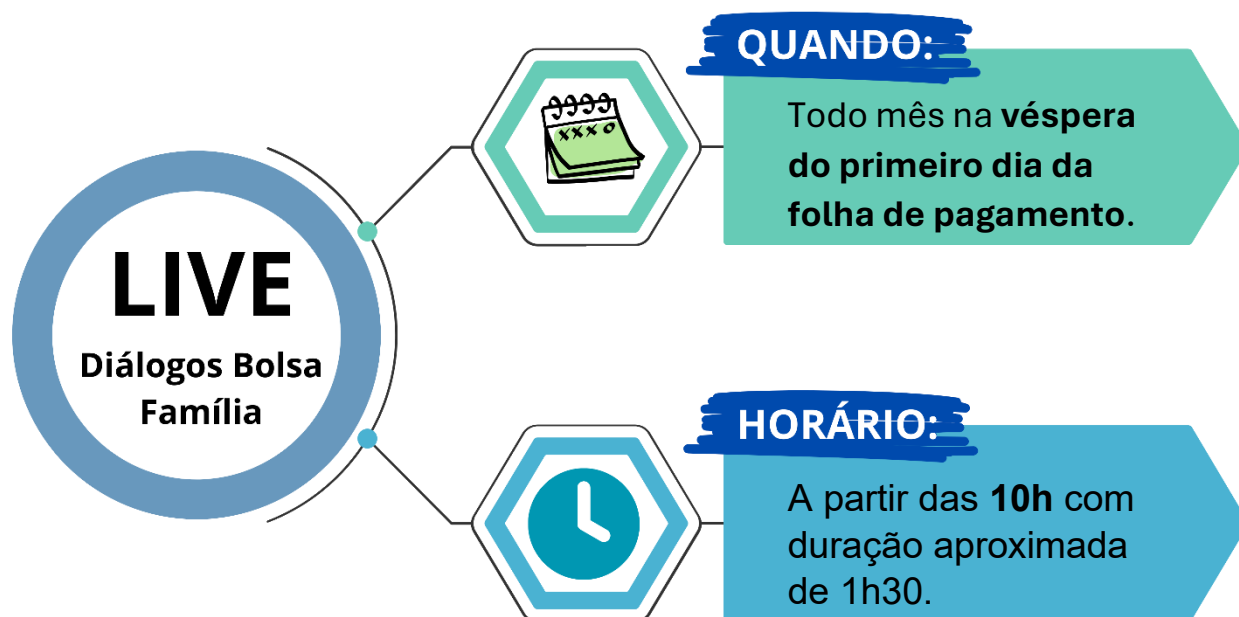 LIVE
Diálogos Bolsa
Família
QUANDO:
Todo mês na véspera
do primeiro dia da
folha de pagamento.
HORÁRIO:
A partir das 10h com
duração aproximada
de 1h30.